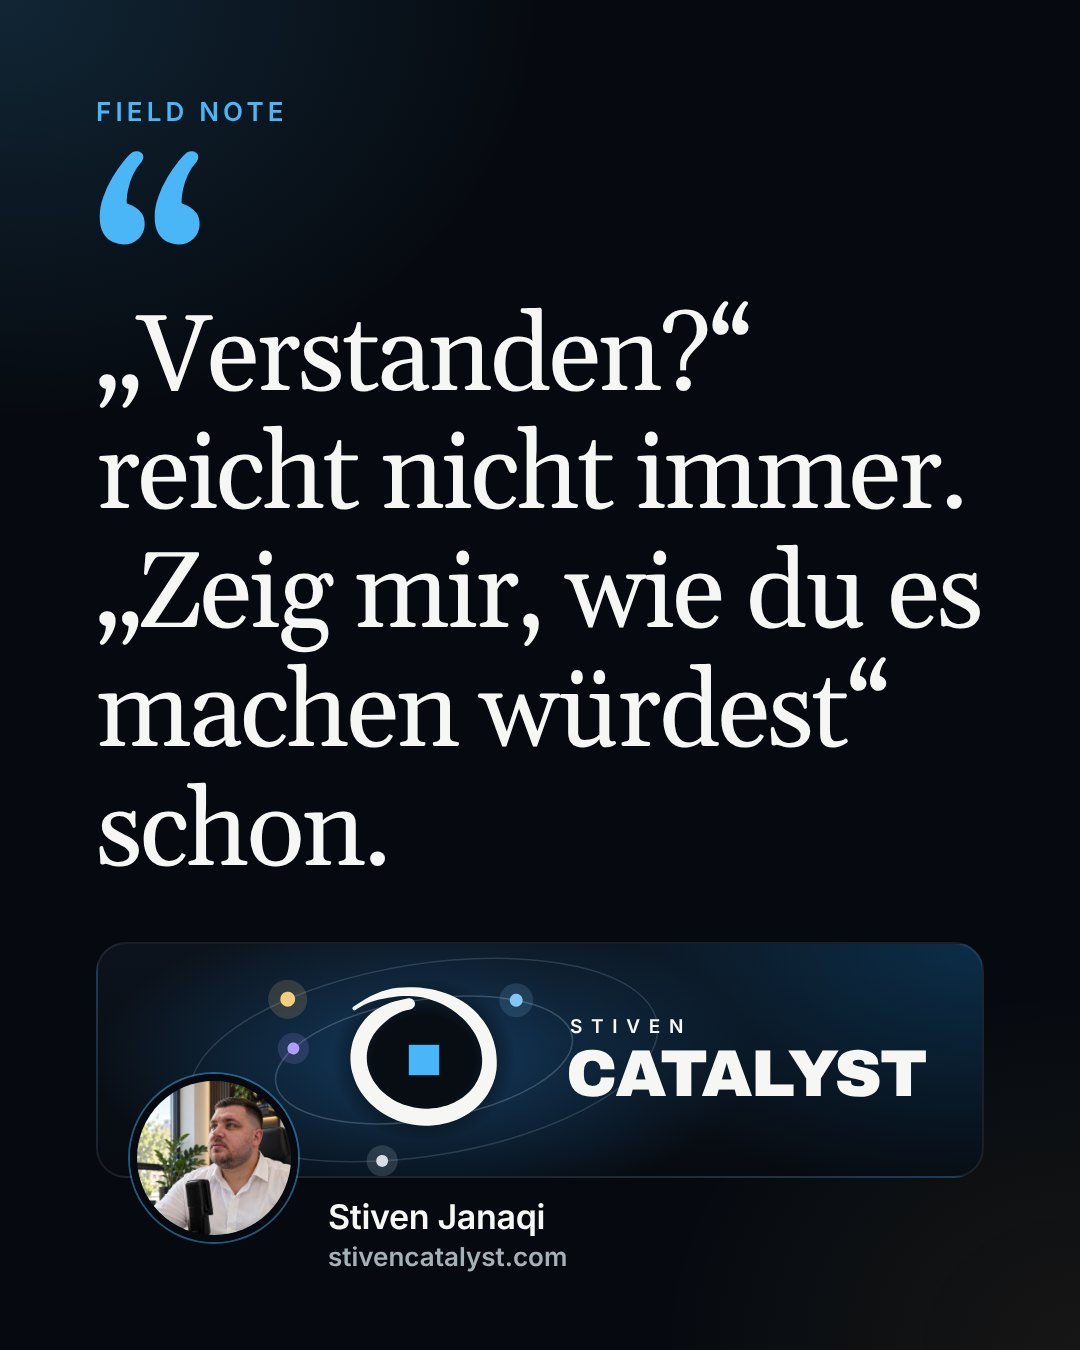 FIELD NOTE
“
„Verstanden?“
reicht nicht immer.
„Zeig mir, wie du es
machen würdest“
schon.
STIVEN
CATALYST
Stiven Janaqi
stivencatalyst.com